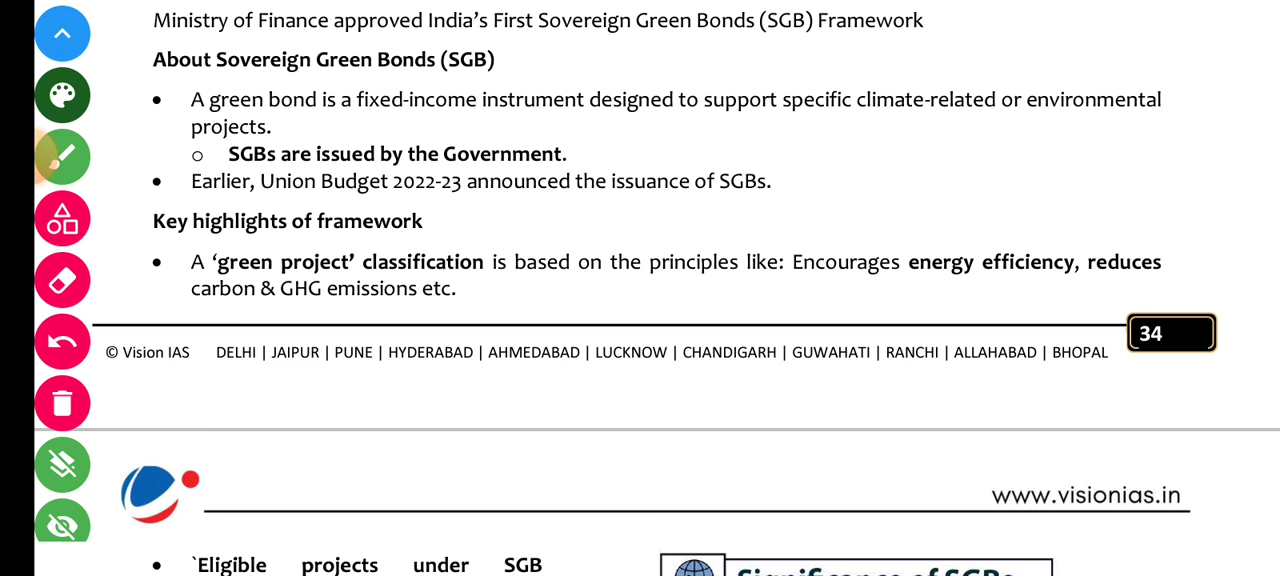 Ministry of Finance approved India's First Sovereign Green Bonds (SGB) Framework
About Sovereign Green Bonds (SGB)
• A green bond is a fixed-income instrument designed to support specific climate-related or environmental
projects.
o SGBs are issued by the Government.
• Earlier, Union Budget 2022-23 announced the issuance of SGBs.
Key highlights of framework
• A ‘green project’ classification is based on the principles like: Encourages energy efficiency, reduces
carbon & GHG emissions etc.
34
© Vision IAS DELHI | JAIPUR | PUNE | HYDERABAD | AHMEDABAD | LUCKNOW | CHANDIGARH | GUWAHATI | RANCHI | ALLAHABAD | BHOPAL
www.visionias.in
• `Eligible projects under SGB
Significance of SGBs